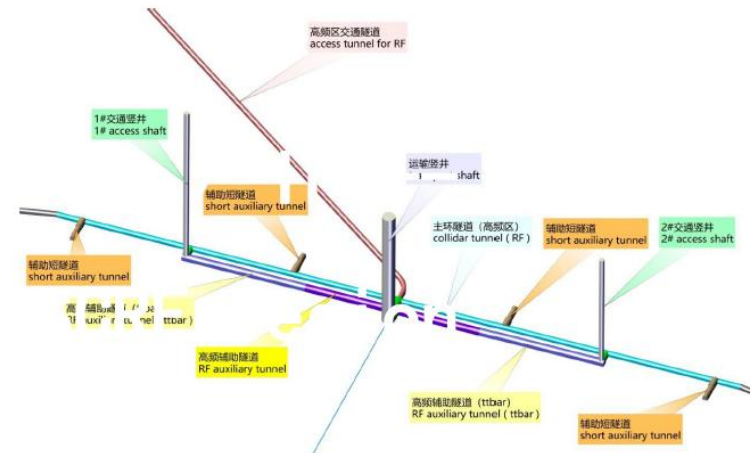 高频区交通隧道
access tunnel for RF
1#交通竖井
1# access shaft
运输竖井
shaft
辅助短隧道
short auxiliary tunnel
主环隧道（高频区）
collidar tunnel ( RF )
辅助短隧道
short auxiliary tunnel
2#交通竖井
2# access shaft
辅助短隧道
short auxiliary tunnel
高频辅助隧道
RF auxiliary tunnel
高频辅助隧道（ttbar）
RF auxiliary tunnel ( ttbar )
辅助短隧道
short auxiliary tunnel